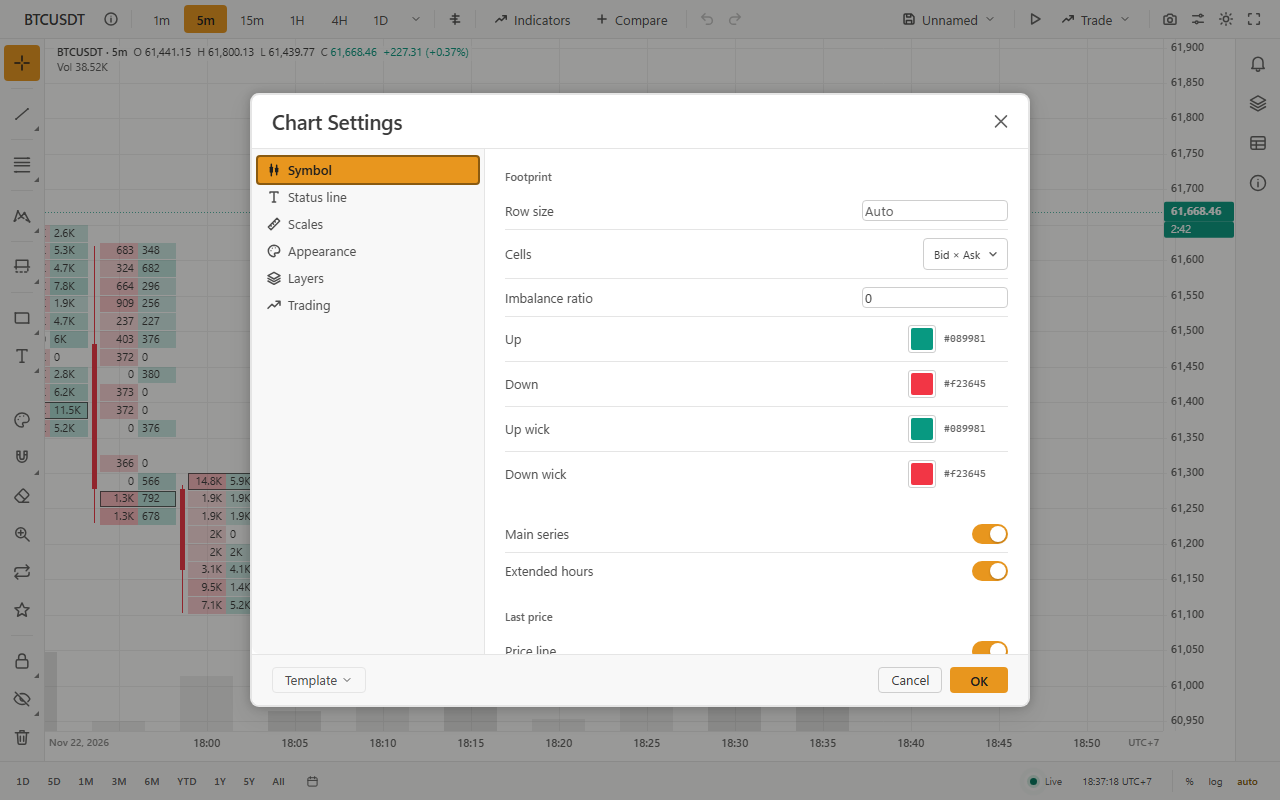 BTCUSDT
1m 5m 15m 1H 4H 1D Indicators Compare Unnamed Trade
BTCUSDT · 5m O 61,441.15 H 61,800.13 L 61,439.77 C 61,668.46 +227.31 (+0.37%)
Vol 38.52K
61,900
61,850
61,800
61,750
61,700
61,668.46
2:42
61,600
61,550
61,500
61,450
61,400
61,350
61,300
61,250
61,200
61,150
61,100
61,050
61,000
60,950
2.6K
5.3K 683 348
4.7K 324 682
7.8K 664 296
1.9K 909 256
4.7K 237 227
6K 403 376
0 372 0
2.8K 0 380
6.2K 373 0
11.5K 372 0
5.2K 0 376
366 0
0 566 14.8K 5.9K
1.3K 792 1.9K 1.9K
1.3K 678 1.9K 1.9K
2K 0
2K 2K
3.1K 4.1K
9.5K 1.4K
7.1K 5.2K
Chart Settings
Symbol
Status line
Scales
Appearance
Layers
Trading
Footprint
Row size Auto
Cells Bid × Ask
Imbalance ratio 0
Up #089981
Down #f23645
Up wick #089981
Down wick #f23645
Main series
Extended hours
Last price
Price line
Template Cancel OK
Nov 22, 2026 18:00 18:05 18:10 18:15 18:20 18:25 18:30 18:35 18:40 18:45 18:50 UTC+7
1D 5D 1M 3M 6M YTD 1Y 5Y All Live 18:37:18 UTC+7 % log auto